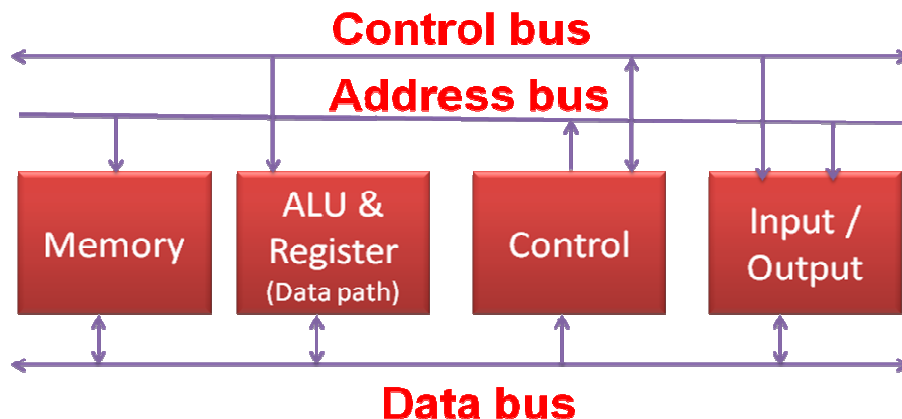 Control bus
Address bus
Memory
ALU &
Register
(Data path)
Control
Input /
Output
Data bus